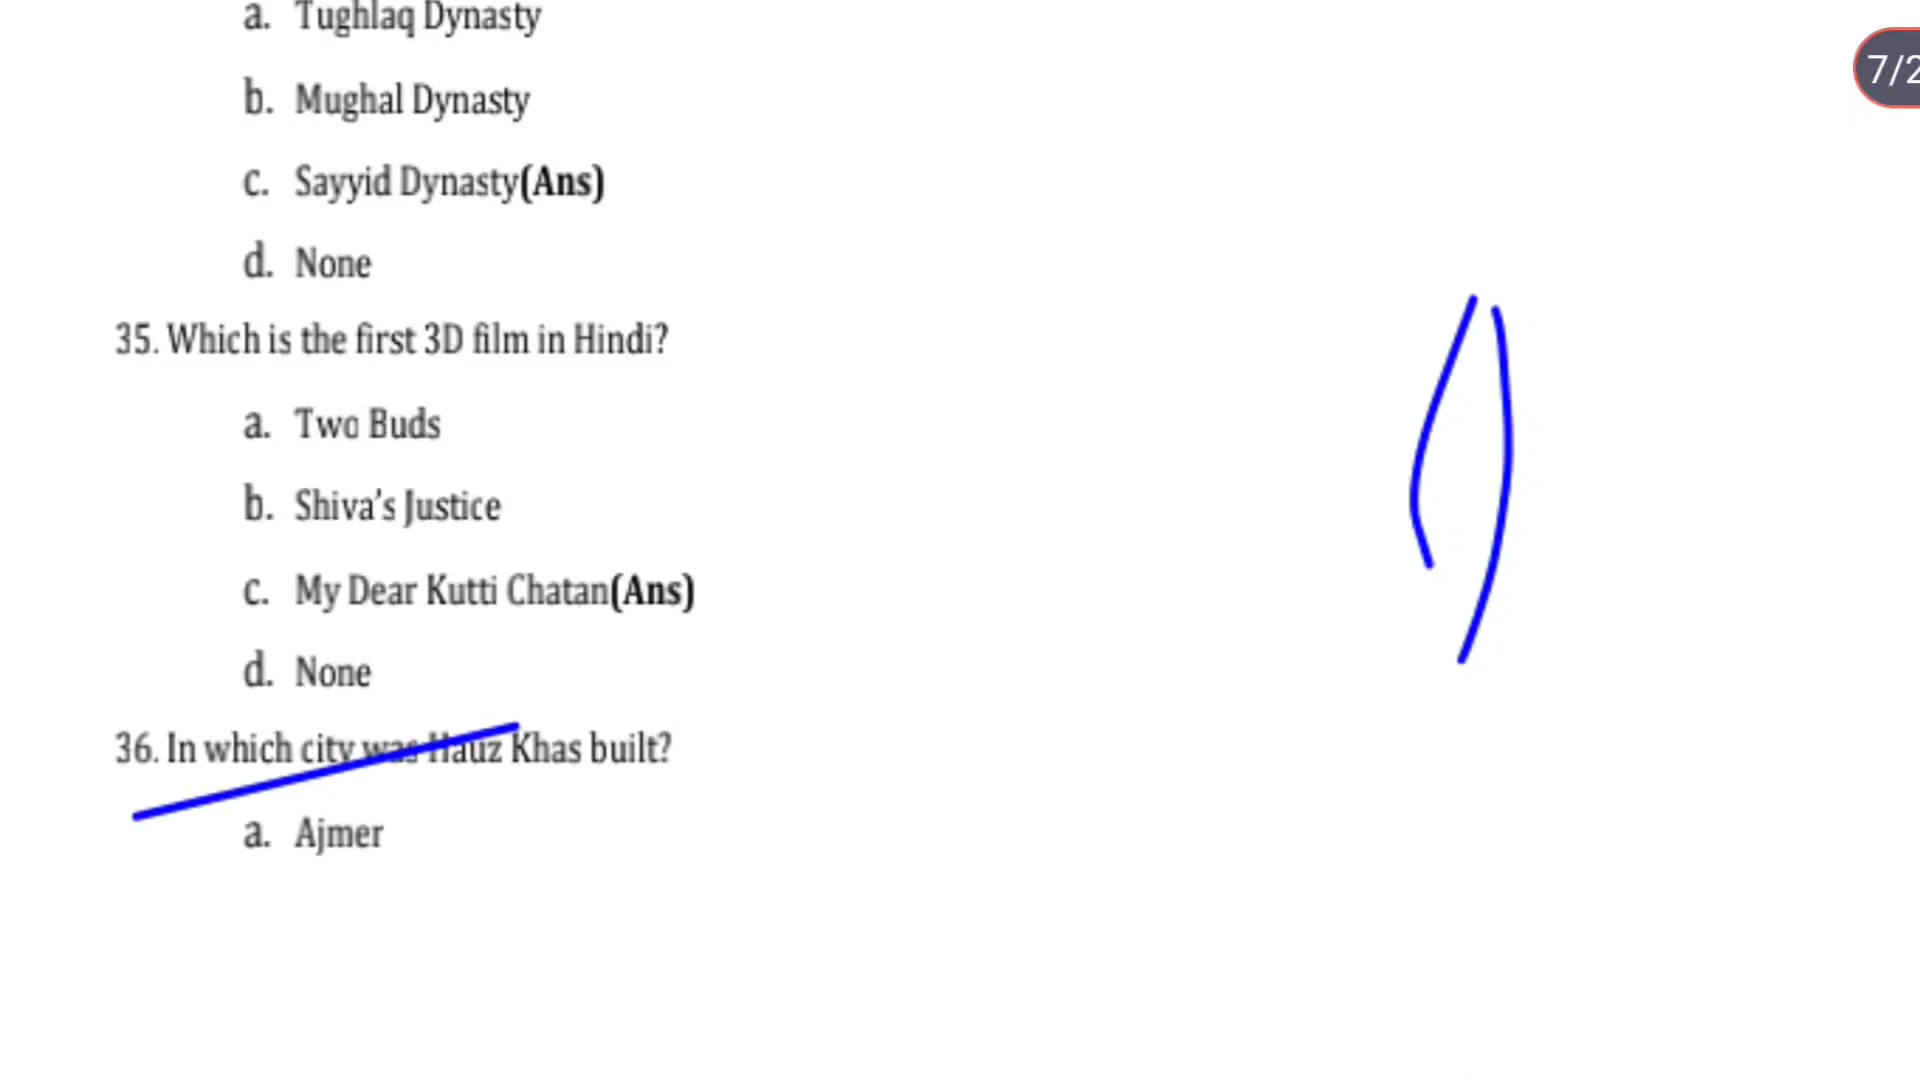 a. Tughlaq Dynasty
7/2
b. Mughal Dynasty
c. Sayyid Dynasty(Ans)
d. None
35. Which is the first 3D film in Hindi?
a. Two Buds
b. Shiva’s Justice
c. My Dear Kutti Chatan(Ans)
d. None
36. In which city was Hauz Khas built?
a. Ajmer